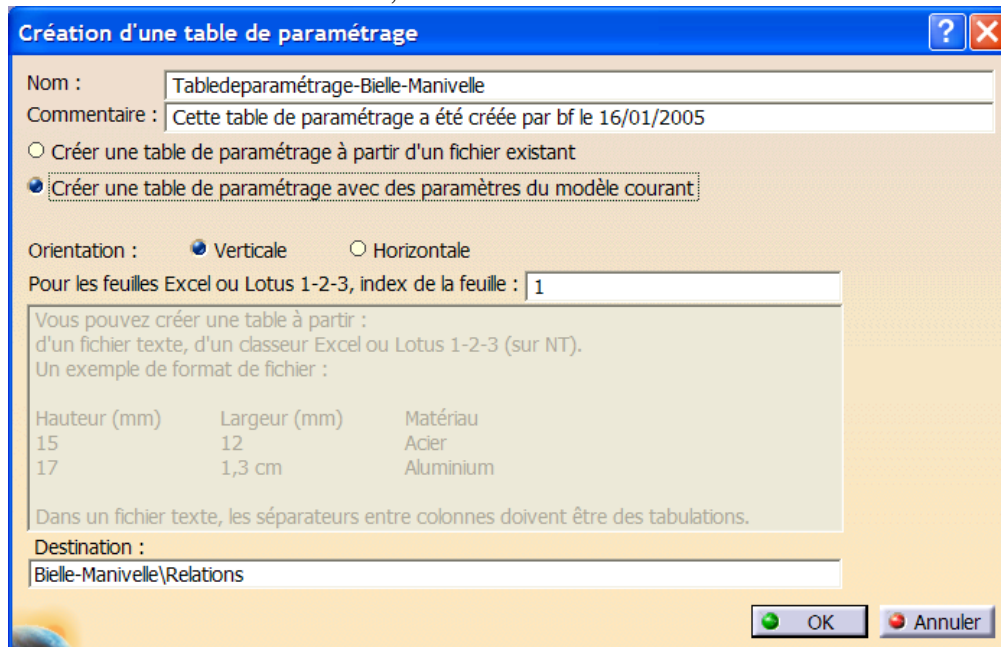 Création d'une table de paramétrage
Nom : Tabledeparamétrage-Bielle-Manivelle
Commentaire : Cette table de paramétrage a été créée par bf le 16/01/2005
Créer une table de paramétrage à partir d'un fichier existant
Créer une table de paramétrage avec des paramètres du modèle courant
Orientation : Verticale Horizontale
Pour les feuilles Excel ou Lotus 1-2-3, index de la feuille : 1
Vous pouvez créer une table à partir :
d'un fichier texte, d'un classeur Excel ou Lotus 1-2-3 (sur NT).
Un exemple de format de fichier :
Hauteur (mm) Largeur (mm) Matériau
15 12 Acier
17 1,3 cm Aluminium
Dans un fichier texte, les séparateurs entre colonnes doivent être des tabulations.
Destination :
Bielle-Manivelle\Relations
OK Annuler